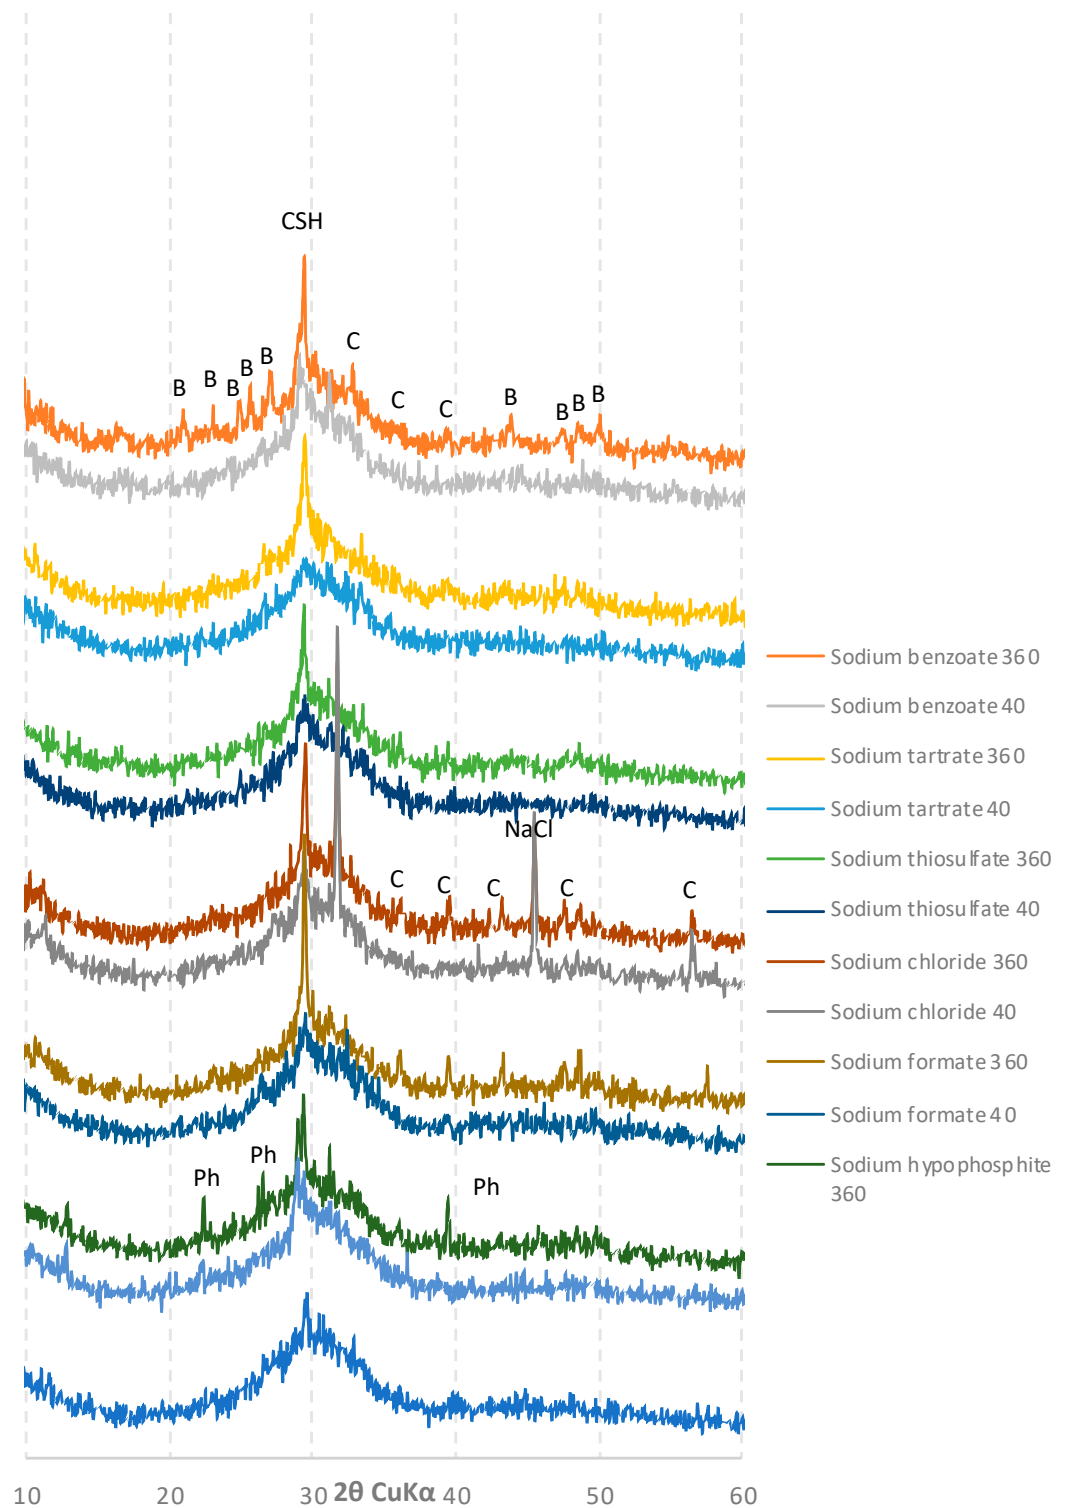 CSH
C
B
B
B
B
B
C
C
B
B
B
B
Sodium benzoate 360
Sodium benzoate 40
Sodium tartrate 360
Sodium tartrate 40
NaCl
Sodium thiosulfate 360
C
C
C
C
C
Sodium thiosulfate 40
Sodium chloride 360
Sodium chloride 40
Sodium formate 360
Sodium formate 40
Ph
Ph
Ph
Sodium hypophosphite
360
10 20 30 2θ CuKα 40 50 60